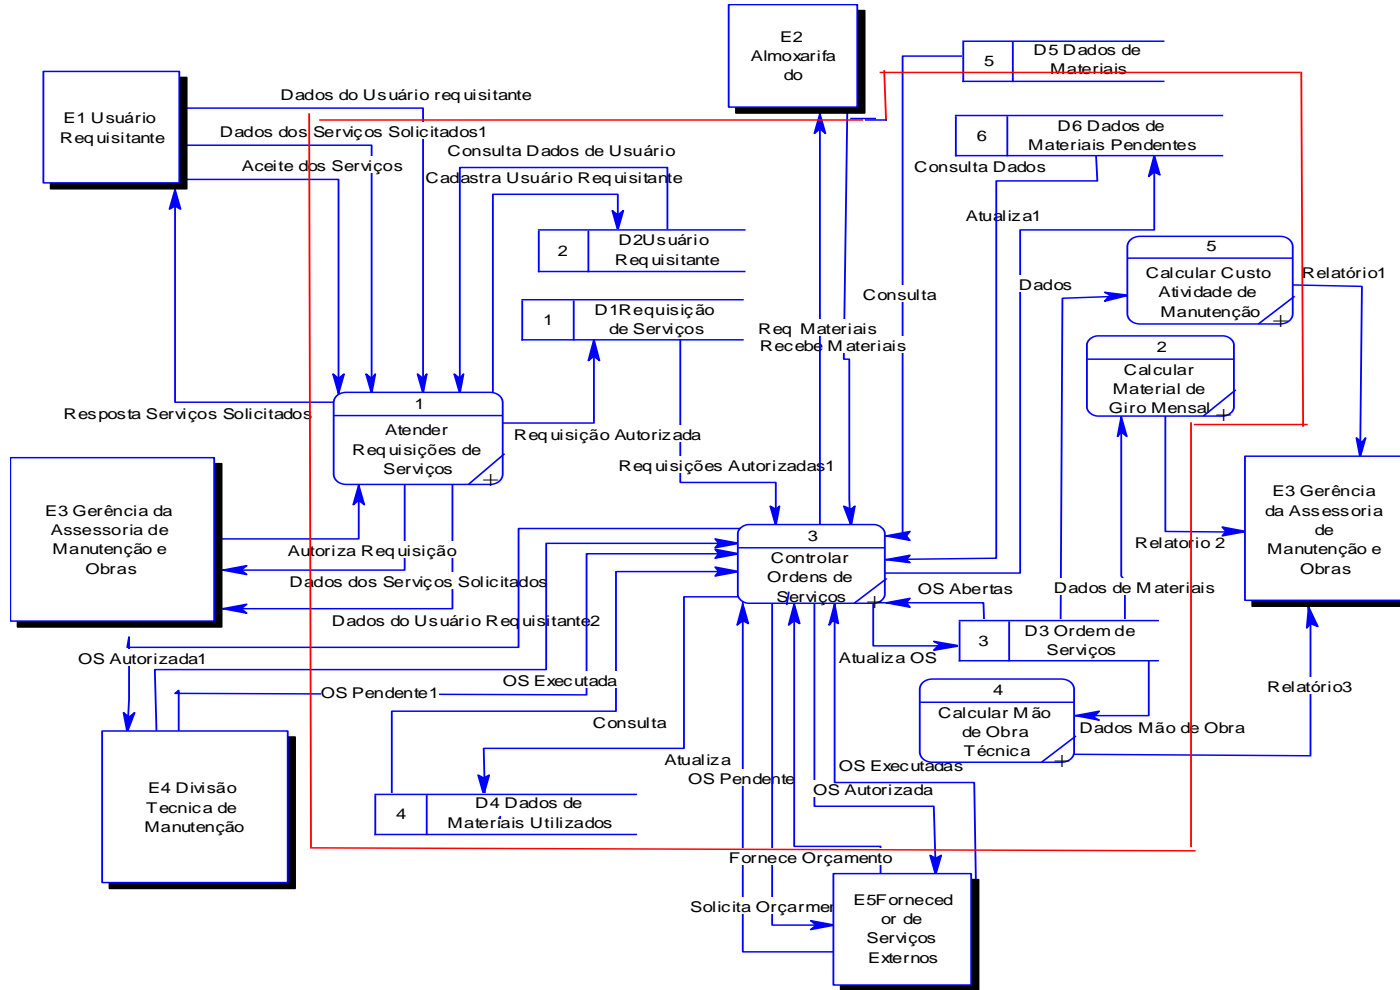 E2
Almoxarifa
do
5
D5 Dados de
Materiais
E1 Usuário
Requisitante
Dados do Usuário requisitante
Dados dos Serviços Solicitados1
Aceite dos Serviços
Consulta Dados de Usuário
Cadastra Usuário Requisitante
6
D6 Dados de
Materiais Pendentes
Consulta Dados
Atualiza1
2
D2Usuário
Requisitante
1
D1Requisição
de Serviços
Consulta
Dados
5
Calcular Custo
Atividade de
Manutenção
Relatório1
Req Materiais
Recebe Materiais
2
Calcular
Material de
Giro Mensal
Resposta Serviços Solicitados
1
Atender
Requisições de
Serviços
Requisição Autorizada
Requisições Autorizadas1
E3 Gerência da
Assessoria de
Manutenção e
Obras
Autoriza Requisição
Dados dos Serviços Solicitados
Dados do Usuário Requisitante2
3
Controlar
Ordens de
Serviços
E3 Gerência
da Assessoria
de
Manutenção e
Obras
Relatorio 2
OS Abertas
Dados de Materiais
3
D3 Ordem de
Serviços
Atualiza OS
OS Autorizada1
OS Executada
OS Pendente1
Consulta
4
Calcular Mão
de Obra
Técnica
Dados Mão de Obra
Relatório3
Atualiza
OS Pendente
OS Executadas
OS Autorizada
E4 Divisão
Tecnica de
Manutenção
4
D4 Dados de
Materiais Utilizados
Fornece Orçamento
Solicita Orçarmer
E5Forneced
or de
Serviços
Externos